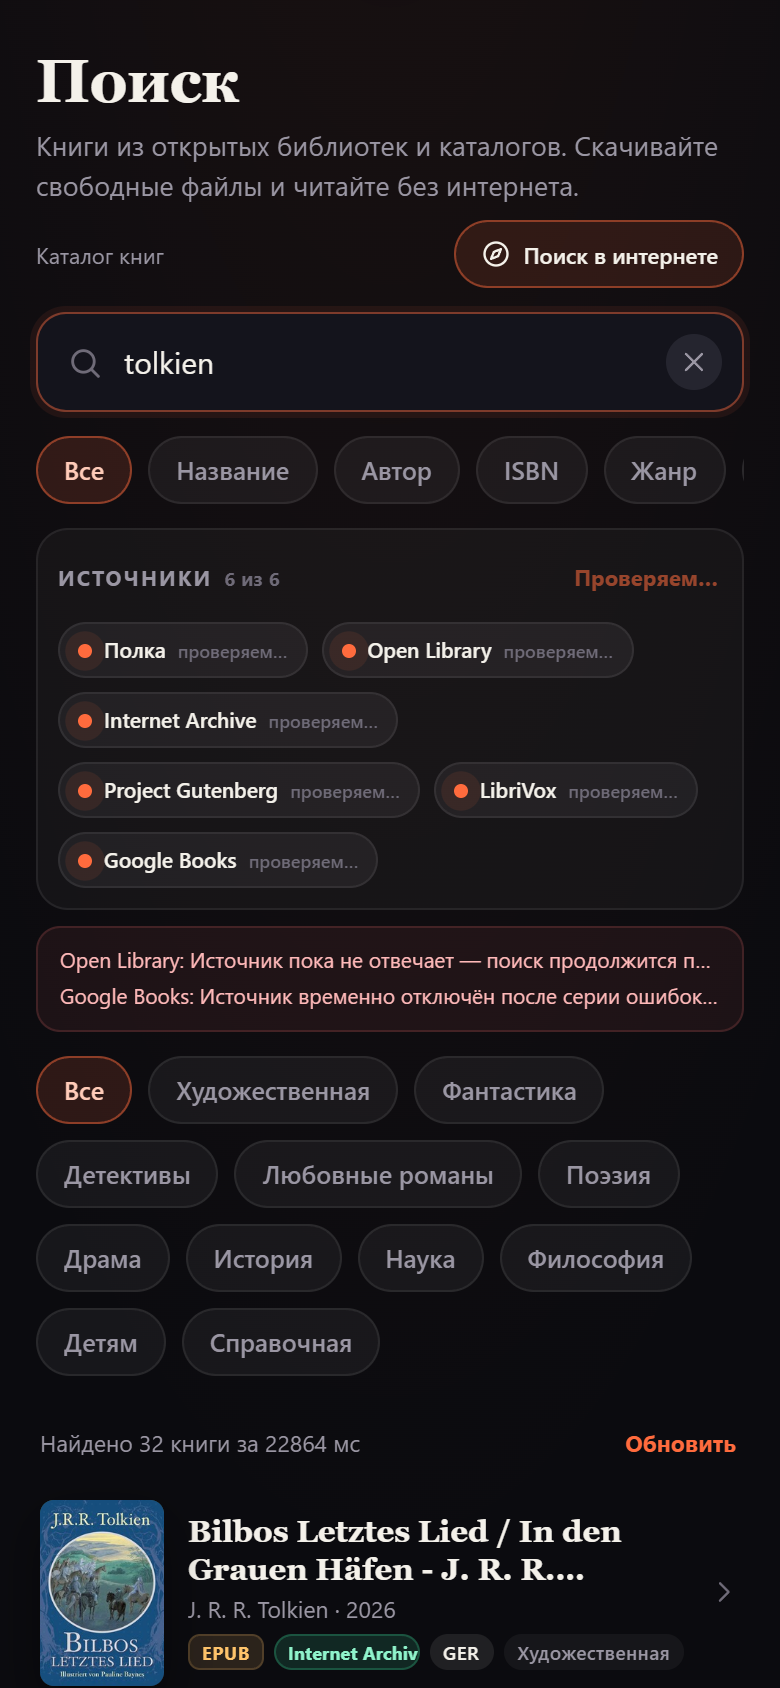 Поиск
Книги из открытых библиотек и каталогов. Скачивайте
свободные файлы и читайте без интернета.
Каталог книг
Поиск в интернете
tolkien
Все
Название
Автор
ISBN
Жанр
ИСТОЧНИКИ 6 из 6
Проверяем...
Полка проверяем...
Open Library проверяем...
Internet Archive проверяем...
Project Gutenberg проверяем...
LibriVox проверяем...
Google Books проверяем...
Open Library: Источник пока не отвечает — поиск продолжится п...
Google Books: Источник временно отключён после серии ошибок...
Все
Художественная
Фантастика
Детективы
Любовные романы
Поэзия
Драма
История
Наука
Философия
Детям
Справочная
Найдено 32 книги за 22864 мс
Обновить
J.R.R. Tolkien
BILBOS
LETZTES LIED
Illustriert von Pauline Baynes
Bilbos Letztes Lied / In den
Grauen Häfen - J. R. R....
J. R. R. Tolkien · 2026
EPUB
Internet Archiv
GER
Художественная